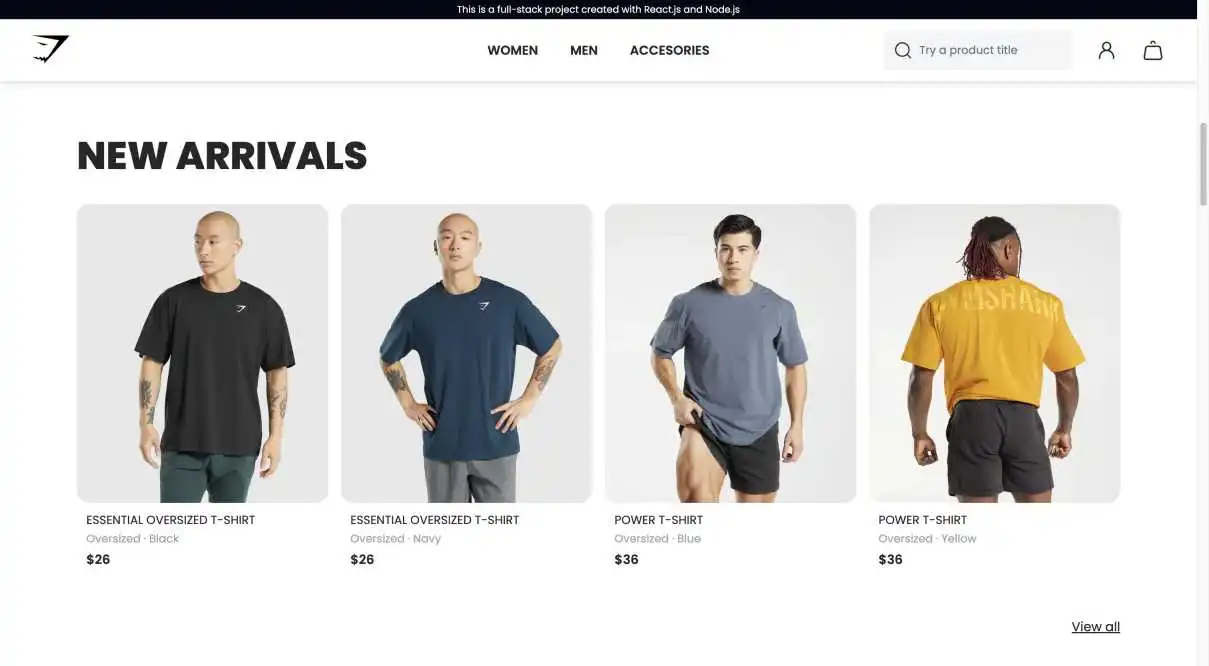 This is a full-stack project created with React.js and Node.js
WOMEN MEN ACCESORIES
Try a product title
NEW ARRIVALS
ESSENTIAL OVERSIZED T-SHIRT
Oversized · Black
$26
ESSENTIAL OVERSIZED T-SHIRT
Oversized · Navy
$26
POWER T-SHIRT
Oversized · Blue
$36
POWER T-SHIRT
Oversized · Yellow
$36
View all